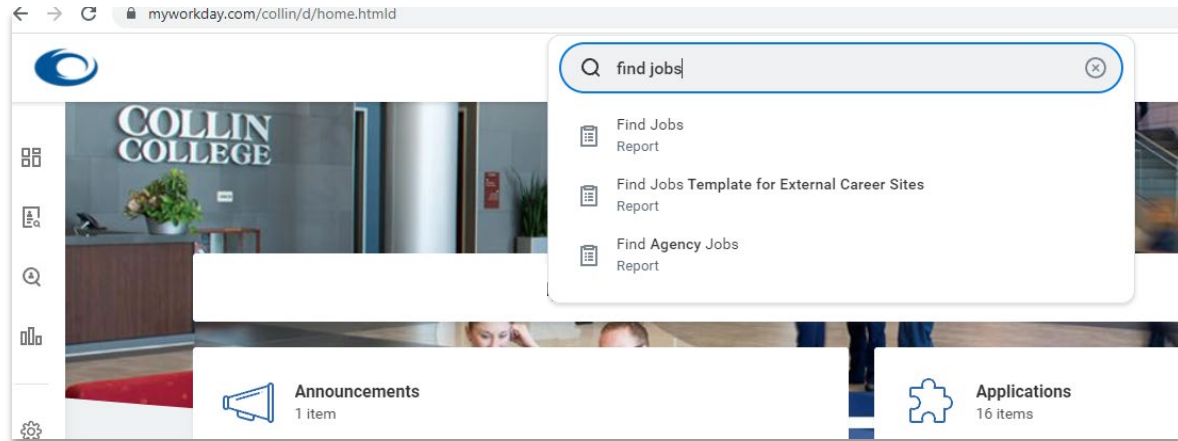 myworkday.com/collin/d/home.htmld
find jobs
COLLIN
COLLEGE
Find Jobs
Report
Find Jobs Template for External Career Sites
Report
Find Agency Jobs
Report
Announcements
1 item
Applications
16 items